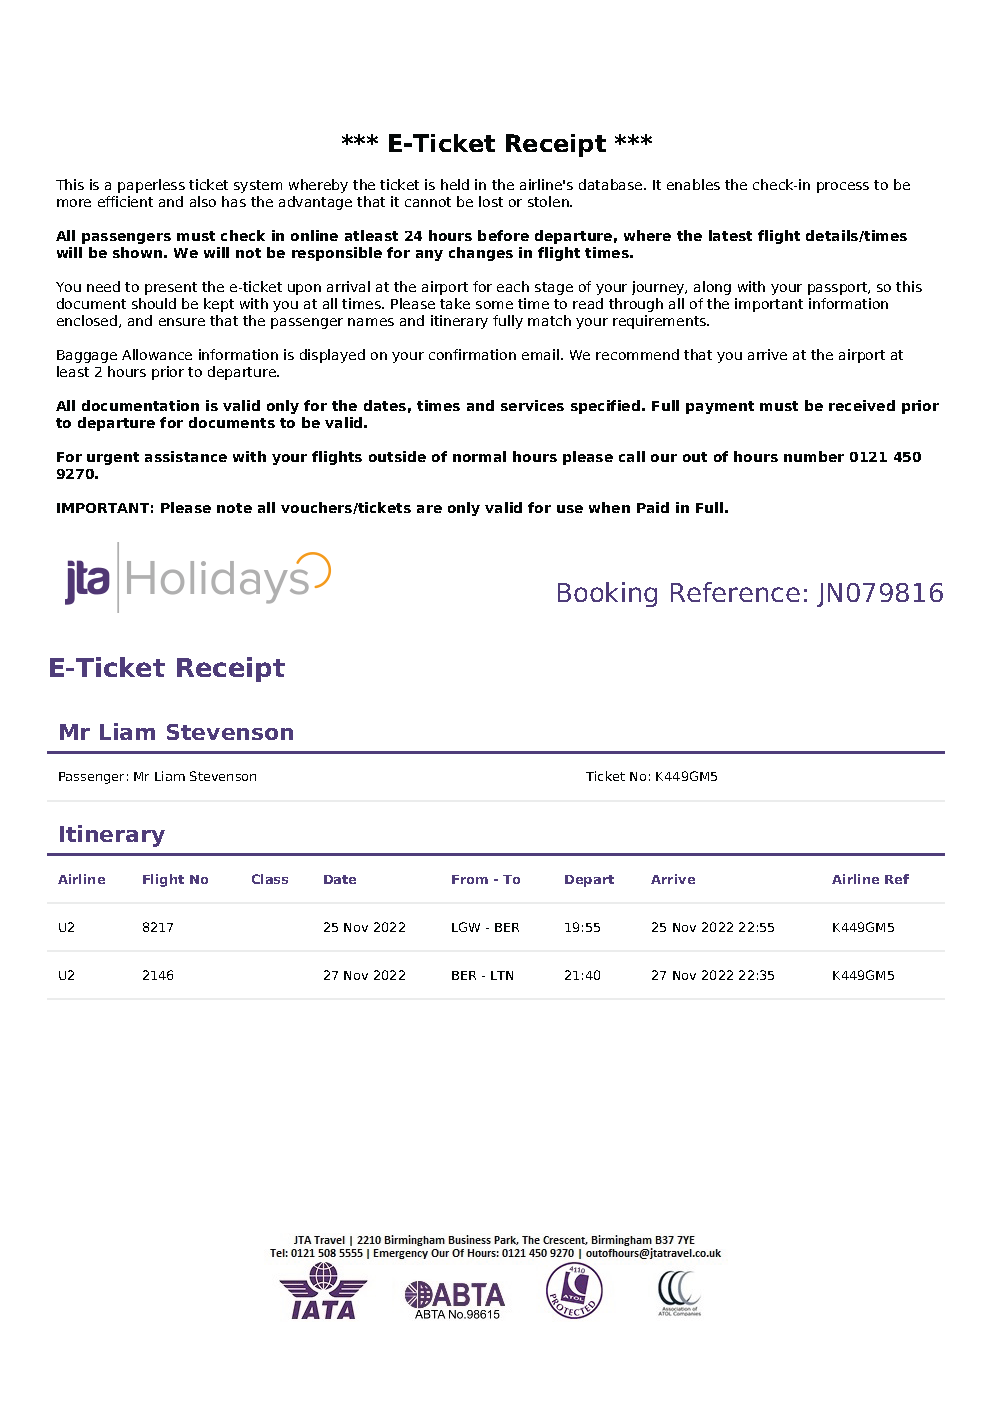 *** E-Ticket Receipt ***
This is a paperless ticket system whereby the ticket is held in the airline's database. It enables the check-in process to be
more efficient and also has the advantage that it cannot be lost or stolen.
All passengers must check in online atleast 24 hours before departure, where the latest flight details/times
will be shown. We will not be responsible for any changes in flight times.
You need to present the e-ticket upon arrival at the airport for each stage of your journey, along with your passport, so this
document should be kept with you at all times. Please take some time to read through all of the important information
enclosed, and ensure that the passenger names and itinerary fully match your requirements.
Baggage Allowance information is displayed on your confirmation email. We recommend that you arrive at the airport at
least 2 hours prior to departure.
All documentation is valid only for the dates, times and services specified. Full payment must be received prior
to departure for documents to be valid.
For urgent assistance with your flights outside of normal hours please call our out of hours number 0121 450
9270.
IMPORTANT: Please note all vouchers/tickets are only valid for use when Paid in Full.
jta Holidays
Booking Reference: JN079816
E-Ticket Receipt
Mr Liam Stevenson
Passenger: Mr Liam Stevenson Ticket No: K449GM5
Itinerary
Airline Flight No Class Date From - To Depart Arrive Airline Ref
U2 8217 25 Nov 2022 LGW - BER 19:55 25 Nov 2022 22:55 K449GM5
U2 2146 27 Nov 2022 BER - LTN 21:40 27 Nov 2022 22:35 K449GM5
JTA Travel | 2210 Birmingham Business Park, The Crescent, Birmingham B37 7YE
Tel: 0121 508 5555 | Emergency Our Of Hours: 0121 450 9270 | outofhours@jtatravel.co.uk
IATA
ABTA
ABTA No.98615
4110
ATOL
PROTECTED
Association of
ATOL Companies